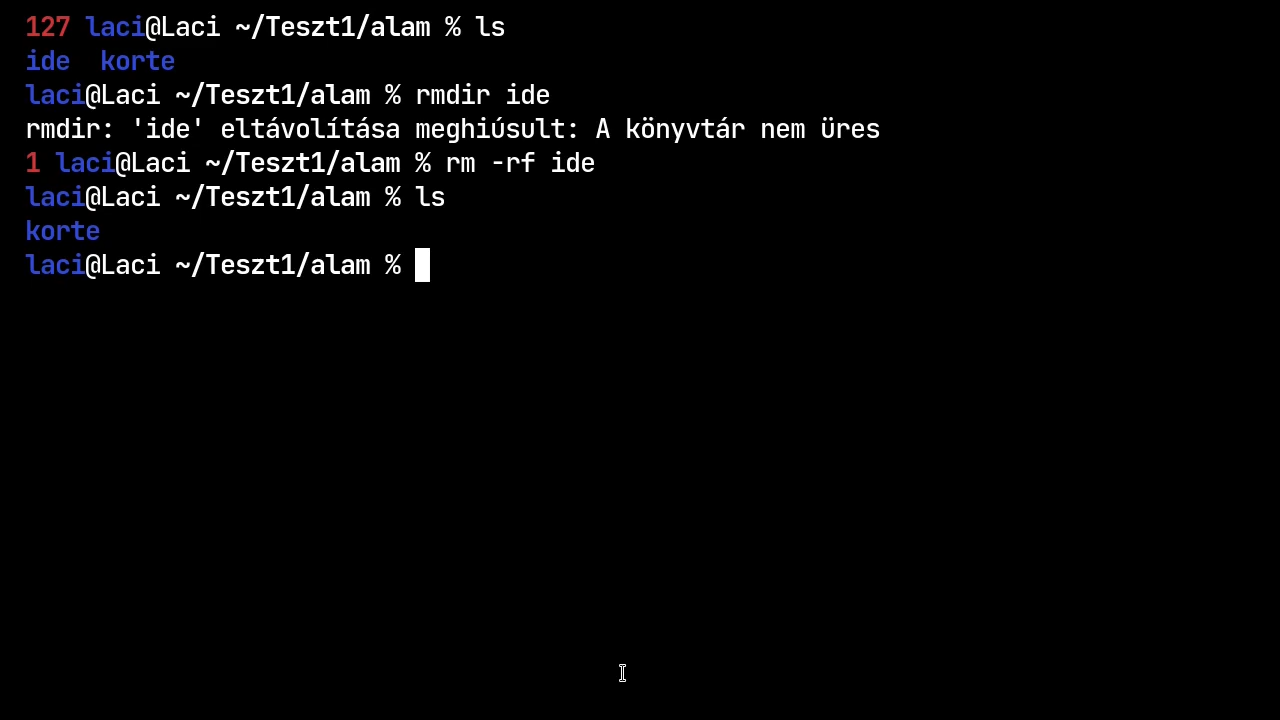 127 laci@Laci ~/Teszt1/alam % ls
ide  korte
laci@Laci ~/Teszt1/alam % rmdir ide
rmdir: 'ide' eltávolítása meghiúsult: A könyvtár nem üres
1 laci@Laci ~/Teszt1/alam % rm -rf ide
laci@Laci ~/Teszt1/alam % ls
korte
laci@Laci ~/Teszt1/alam %